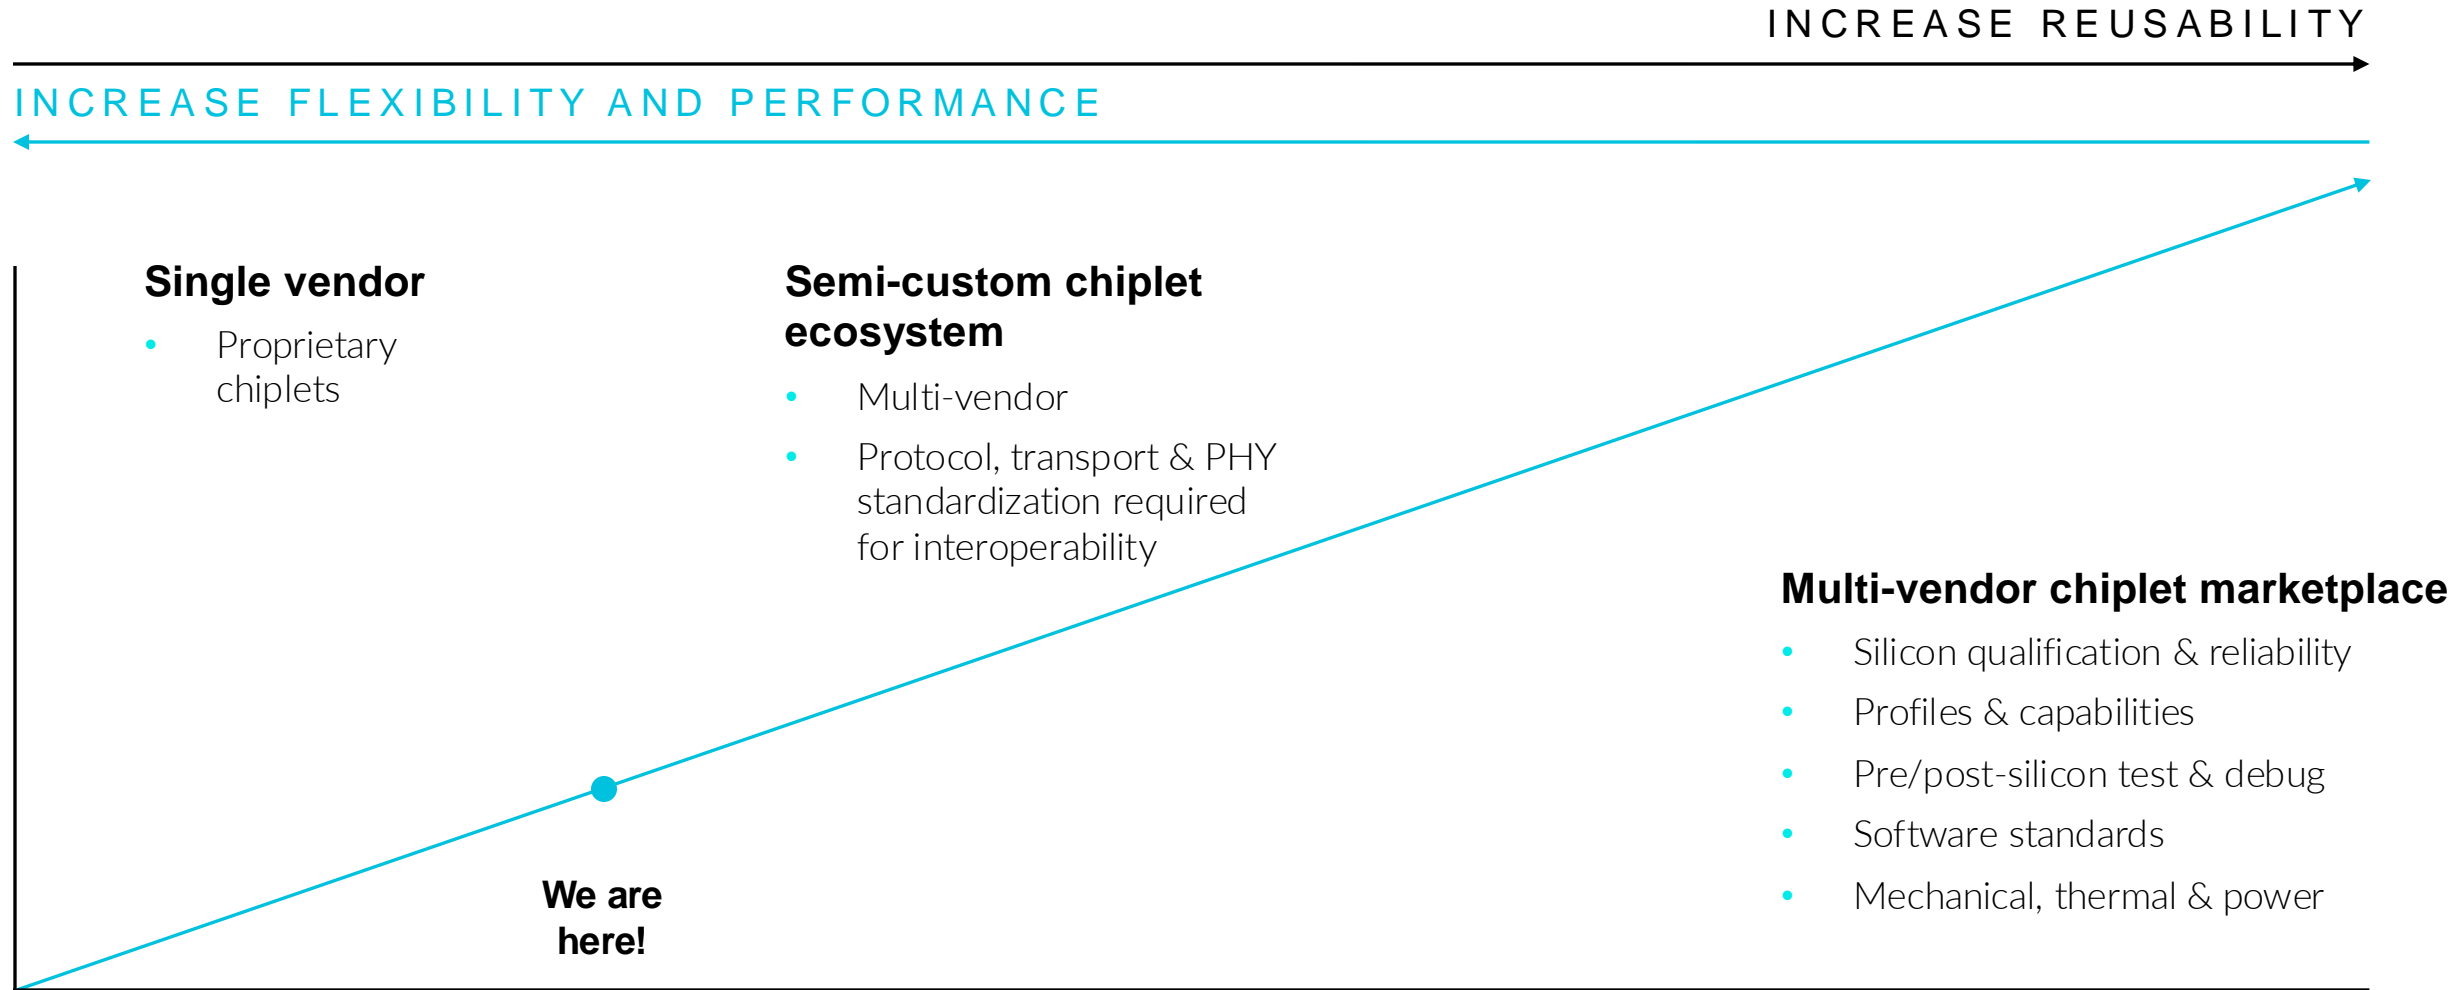 INCREASE REUSABILITY
INCREASE FLEXIBILITY AND PERFORMANCE
Single vendor
• Proprietary
chiplets
Semi-custom chiplet
ecosystem
• Multi-vendor
• Protocol, transport & PHY
standardization required
for interoperability
Multi-vendor chiplet marketplace
• Silicon qualification & reliability
• Profiles & capabilities
• Pre/post-silicon test & debug
• Software standards
• Mechanical, thermal & power
We are
here!